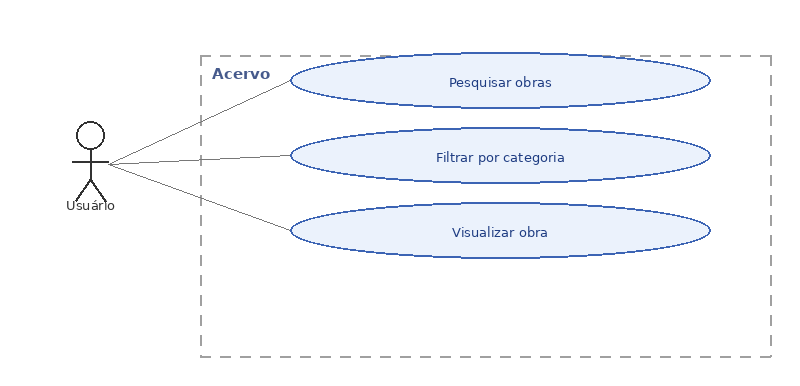 Acervo
Pesquisar obras
Filtrar por categoria
Visualizar obra
Usuário